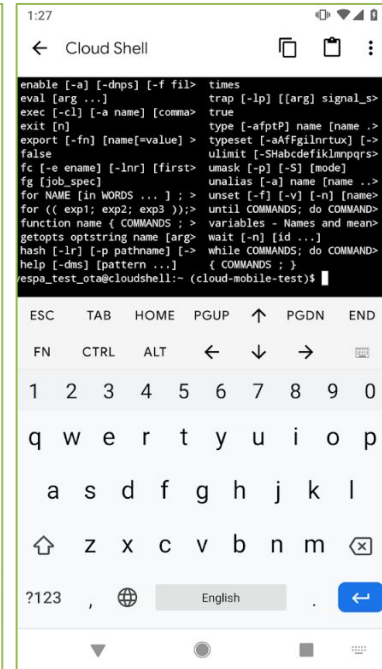 1:27
Cloud Shell
enable [-a] [-dnps] [-f fil> times
eval [arg ...] trap [-lp] [[arg] signal_s>
exec [-cl] [-a name] [comma> true
exit [n] type [-afptP] name [name .>
export [-fn] [name[=value] > typeset [-aAfFgilnrtux] [->
false ulimit [-SHabcdefiklmnpqrs>
fc [-e ename] [-lnr] [first> umask [-p] [-S] [mode]
fg [job_spec] unalias [-a] name [name ..>
for NAME [in WORDS ... ] ; > unset [-f] [-v] [-n] [name>
for (( exp1; exp2; exp3 ));> until COMMANDS; do COMMAND>
function name { COMMANDS ; > variables - Names and mean>
getopts optstring name [arg> wait [-n] [id ...]
hash [-lr] [-p pathname] [-> while COMMANDS; do COMMAND>
help [-dms] [pattern ...] { COMMANDS ; }
vespa_test_ota@cloudshell:~ (cloud-mobile-test)$
ESC TAB HOME PGUP ↑ PGDN END
FN CTRL ALT ← ↓ →
1 2 3 4 5 6 7 8 9 0
q w e r t y u i o p
a s d f g h j k l
z x c v b n m
?123 , English .